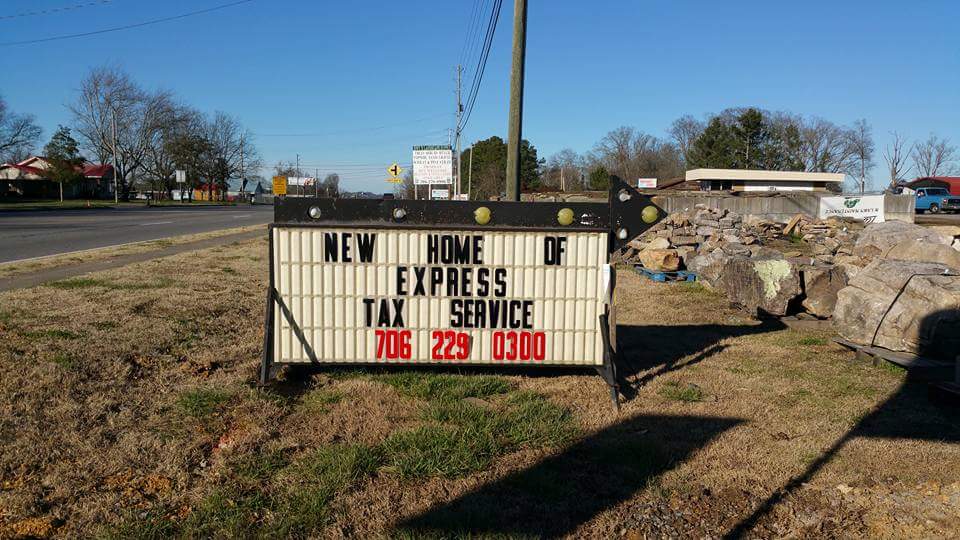 NEW HOME OF
EXPRESS
TAX SERVICE
706 229 0300